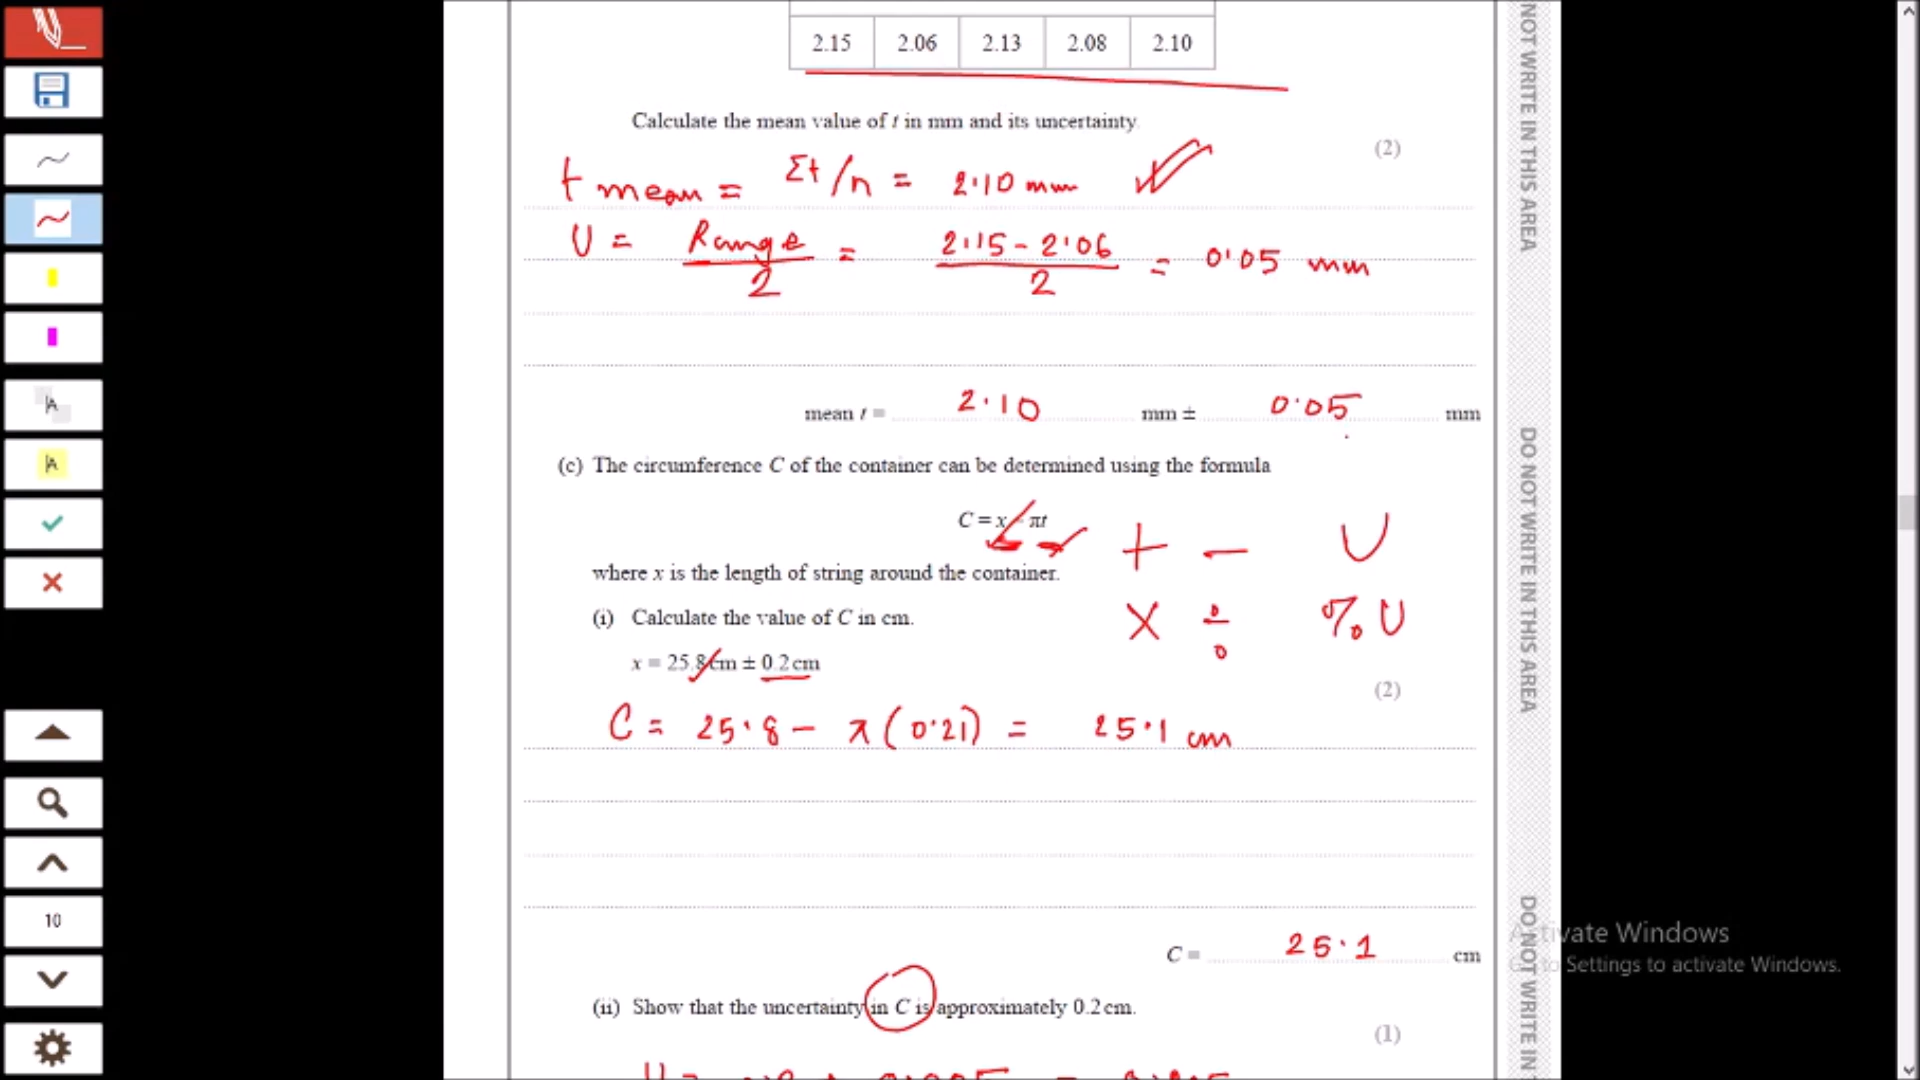 2.15 2.06 2.13 2.08 2.10
Calculate the mean value of t in mm and its uncertainty.
(2)
t mean = Σt/n = 2.10 mm
U = Range/2 = 2.15 - 2.06/2 = 0.05 mm
mean t = 2.10 mm ± 0.05 mm
(c) The circumference C of the container can be determined using the formula
C = x - πt
+ - U
where x is the length of string around the container.
(i) Calculate the value of C in cm.
× ÷ % U
x = 25.8 cm ± 0.2 cm
(2)
C = 25.8 - π(0.21) = 25.1 cm
C = 25.1 cm
(ii) Show that the uncertainty in C is approximately 0.2 cm.
(1)
NOT WRITE IN THIS AREA
DO NOT WRITE IN THIS AREA
DO NOT WRITE IN
Activate Windows
Go to Settings to activate Windows.
10